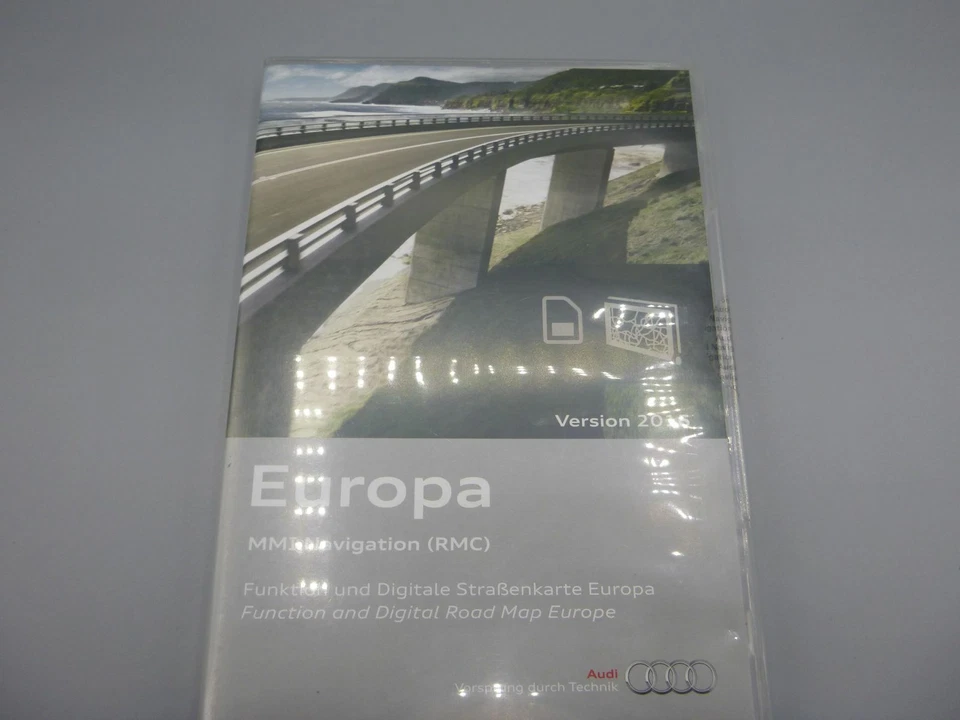 Version
Europa
MMI Navigation (RMC)
Funktion und Digitale Straßenkarte Europa
Function and Digital Road Map Europe
Audi
Vorsprung durch Technik